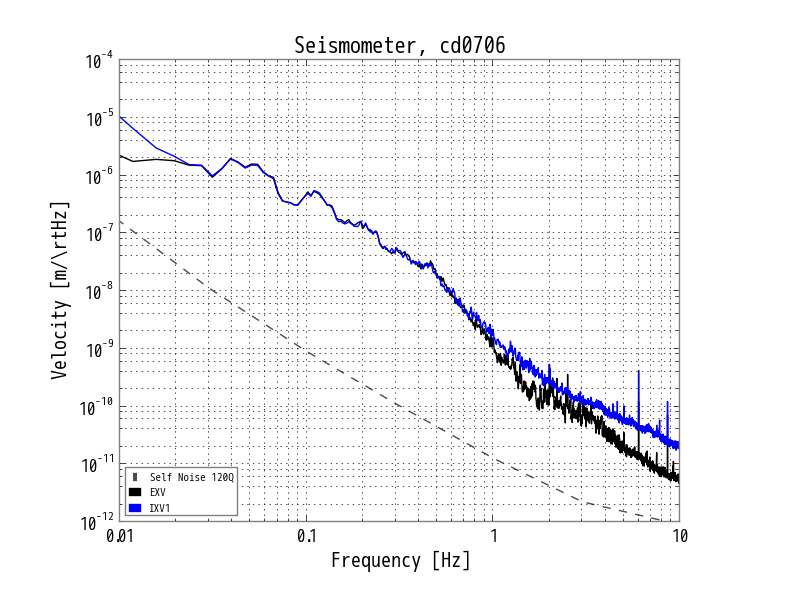 Seismometer, cd0706
Velocity [m/\rtHz]
10^-4
10^-5
10^-6
10^-7
10^-8
10^-9
10^-10
10^-11
10^-12
Self Noise 120Q
EXV
IXV1
0.01 0.1 1 10
Frequency [Hz]